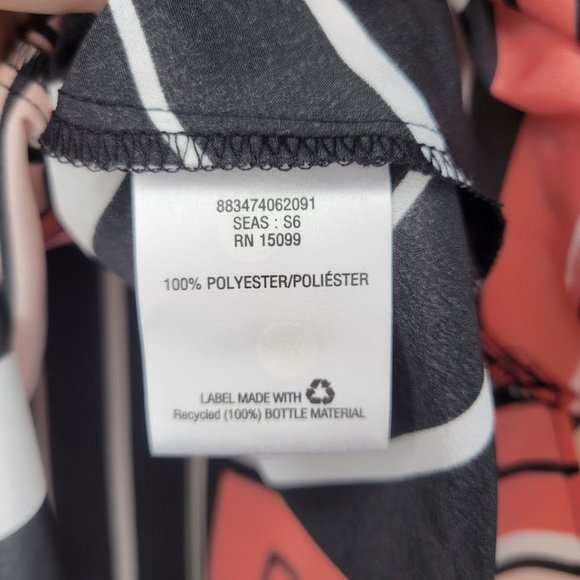 883474062091
SEAS : S6
RN 15099
100% POLYESTER/POLIÉSTER
LABEL MADE WITH
Recycled (100%) BOTTLE MATERIAL